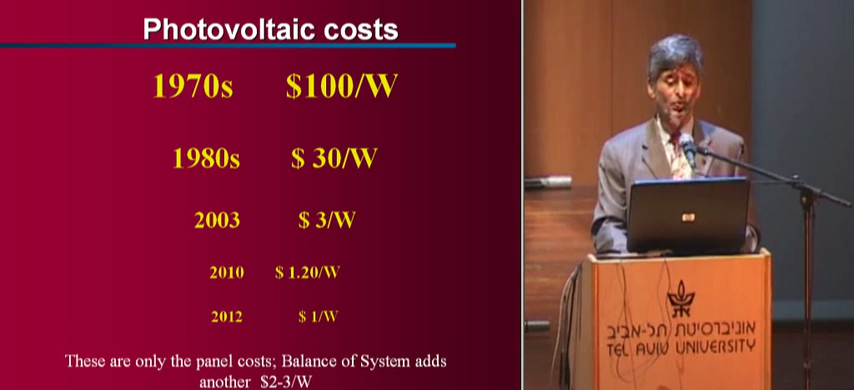 Photovoltaic costs
1970s $100/W
1980s $ 30/W
2003 $ 3/W
2010 $ 1.20/W
2012 $ 1/W
These are only the panel costs; Balance of System adds
another $2-3/W
אוניברסיטת תל-אביב
TEL AVIV UNIVERSITY